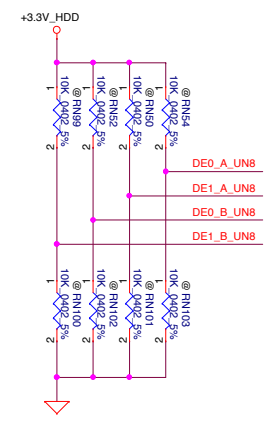 +3.3V_HDD
1
1
1
1
10K_0402_5%
@ RN99
10K_0402_5%
@ RN52
10K_0402_5%
@ RN50
10K_0402_5%
@ RN54
2
2
2
2
DE0_A_UN8
DE1_A_UN8
DE0_B_UN8
DE1_B_UN8
1
1
1
1
10K_0402_5%
@ RN100
10K_0402_5%
@ RN102
10K_0402_5%
@ RN101
10K_0402_5%
@ RN103
2
2
2
2